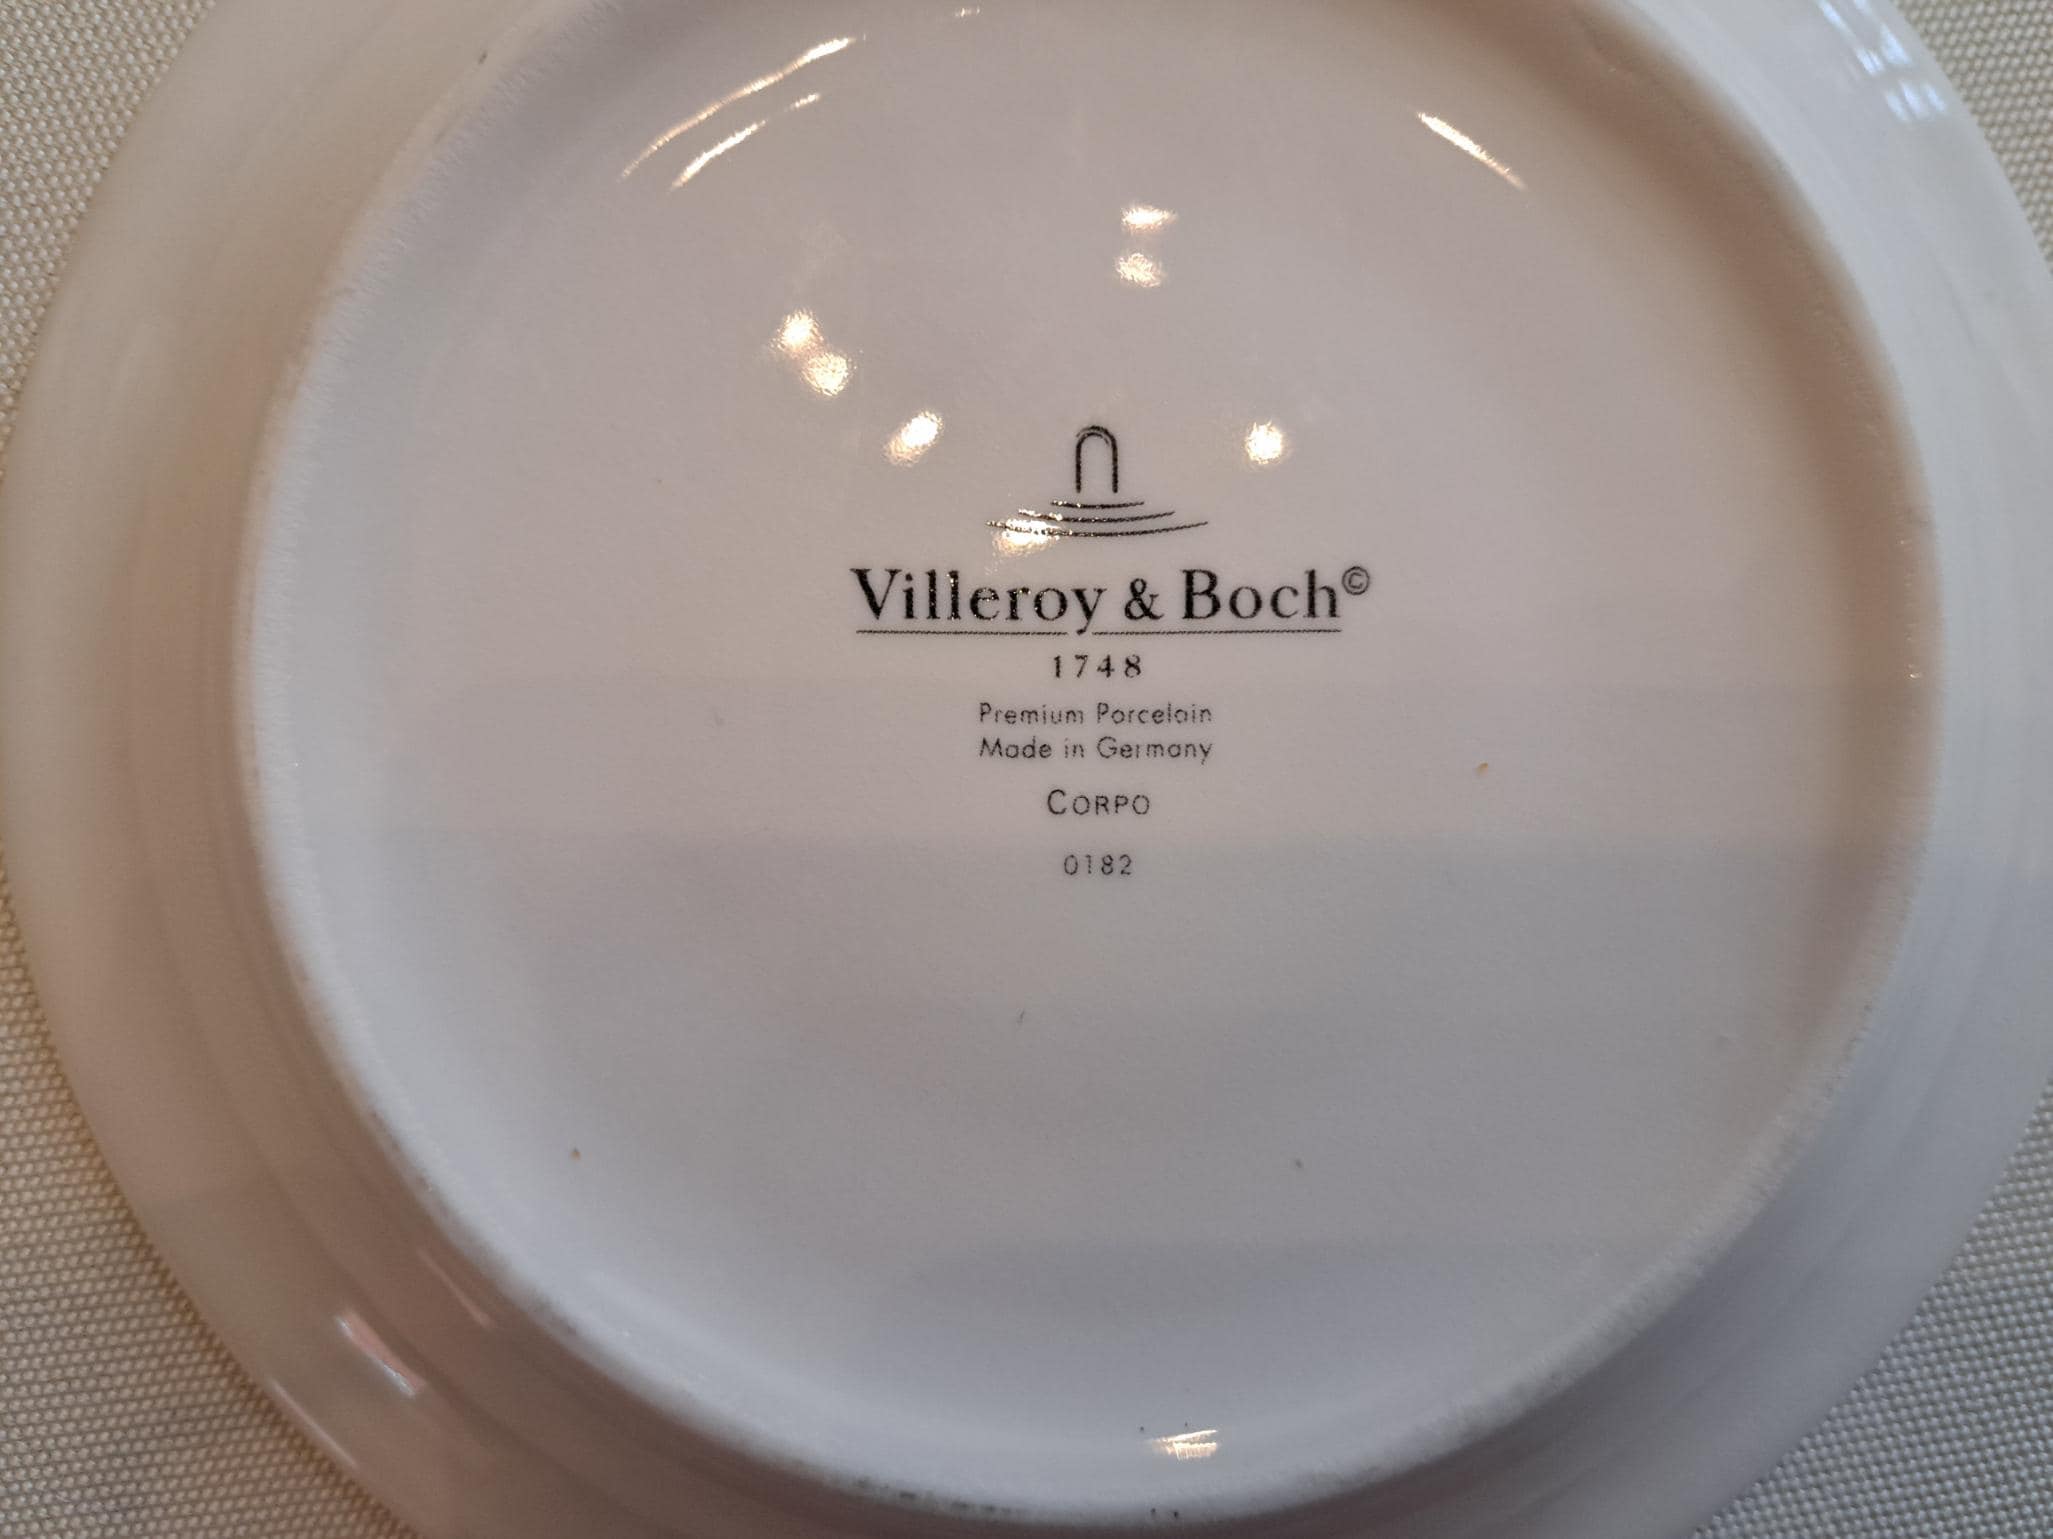 Villeroy & Boch©
1748
Premium Porcelain
Made in Germany
CORPO
0182